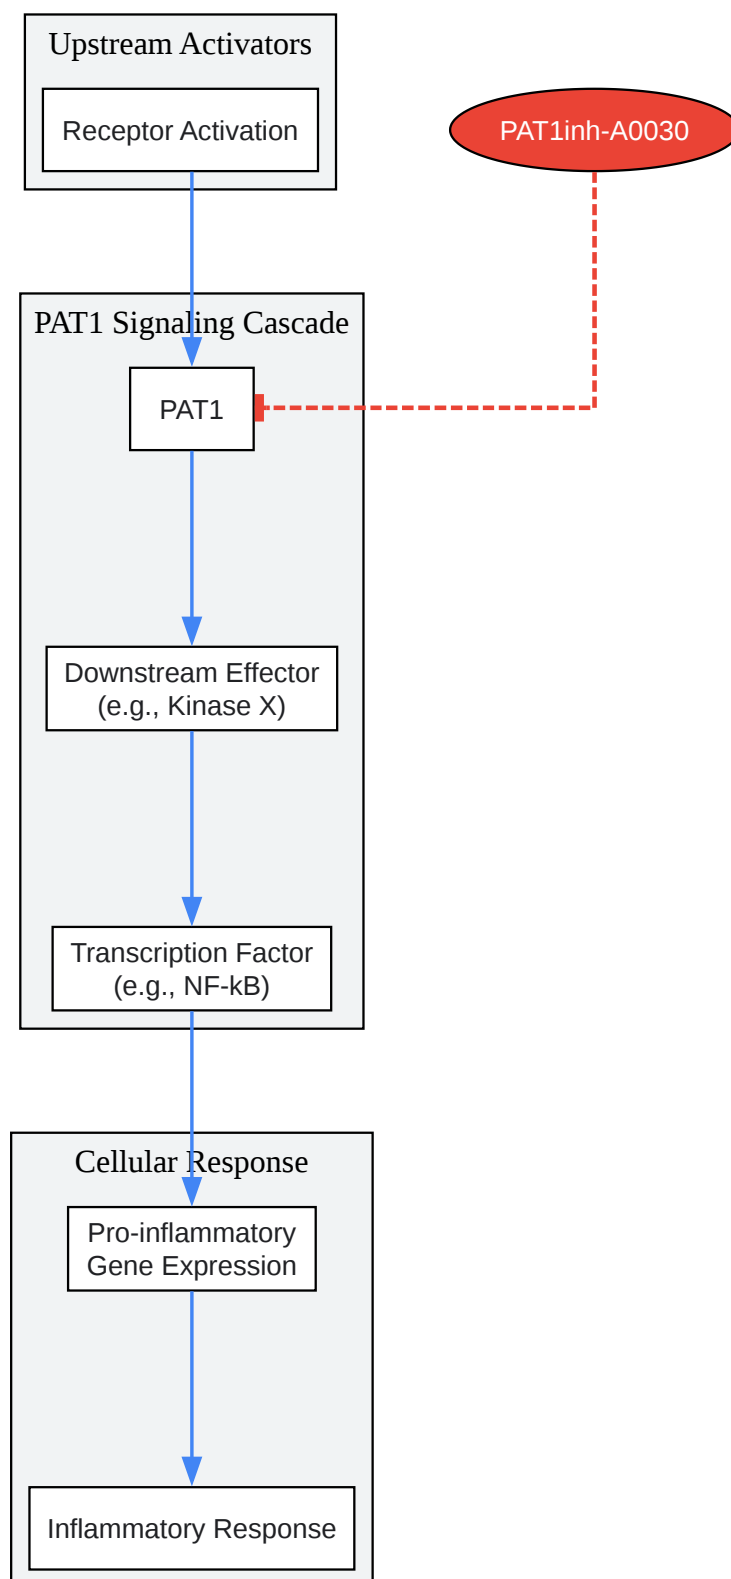 Upstream Activators
Receptor Activation
PAT1inh-A0030
PAT1 Signaling Cascade
PAT1
Downstream Effector
(e.g., Kinase X)
Transcription Factor
(e.g., NF-kB)
Cellular Response
Pro-inflammatory
Gene Expression
Inflammatory Response